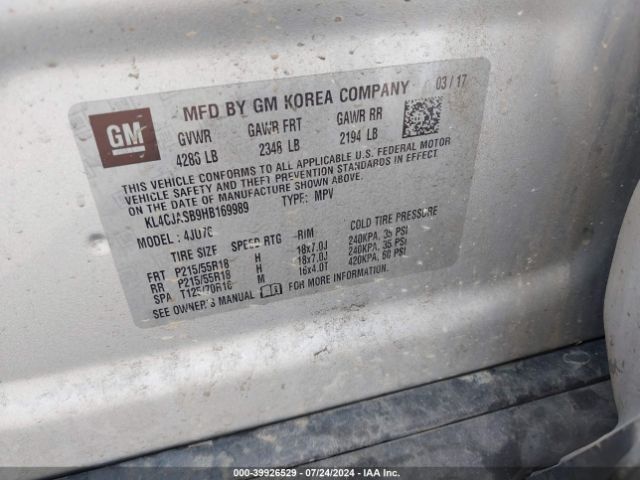 GM
MFD BY GM KOREA COMPANY 03/17
GVWR GAWR FRT GAWR RR
4285 LB 2348 LB 2194 LB
THIS VEHICLE CONFORMS TO ALL APPLICABLE U.S. FEDERAL MOTOR
VEHICLE SAFETY AND THEFT PREVENTION STANDARDS IN EFFECT
ON THE DATE OF MANUFACTURE SHOWN ABOVE.
KL4CJASB9HB169989 TYPE: MPV
MODEL: 4JU76
TIRE SIZE SPEED RTG RIM COLD TIRE PRESSURE
FRT P215/55R18 H 18x7.0J 240KPA, 35 PSI
RR P215/55R18 H 18x7.0J 240KPA, 35 PSI
SPA T125/70R16 M 16x4.0T 420KPA, 60 PSI
SEE OWNER'S MANUAL FOR MORE INFORMATION.
000-39926529 - 07/24/2024 - IAA Inc.